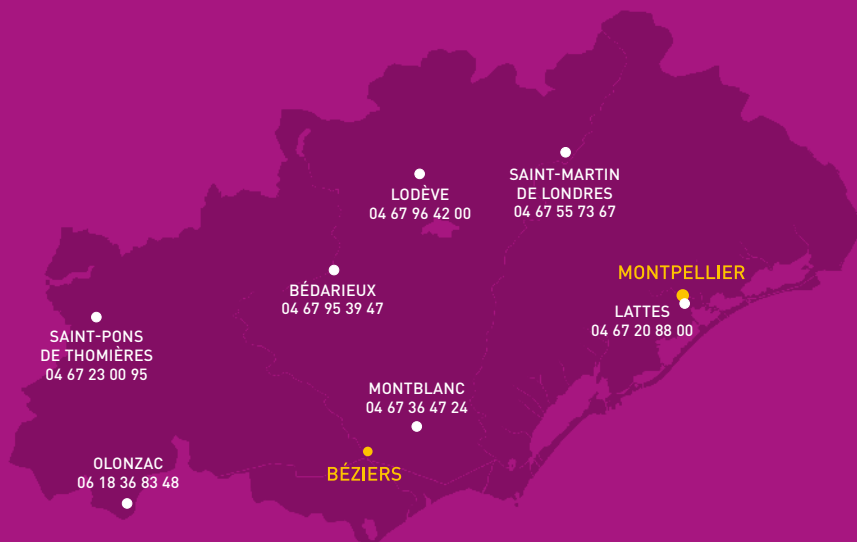 LODÈVE
04 67 96 42 00
SAINT-MARTIN
DE LONDRES
04 67 55 73 67
BÉDARIEUX
04 67 95 39 47
MONTPELLIER
LATTES
04 67 20 88 00
SAINT-PONS
DE THOMIÈRES
04 67 23 00 95
MONTBLANC
04 67 36 47 24
BÉZIERS
OLONZAC
06 18 36 83 48